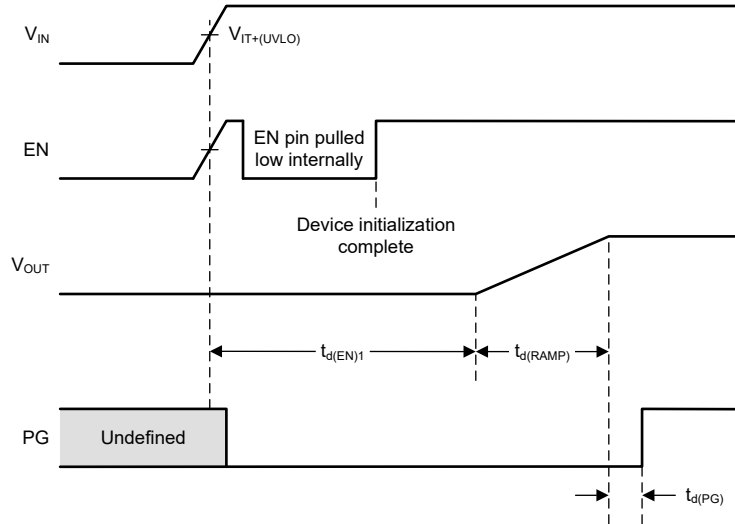 VIN
VIT+(UVLO)
EN
EN pin pulled
low internally
Device initialization
complete
VOUT
td(EN)1
td(RAMP)
PG
Undefined
td(PG)